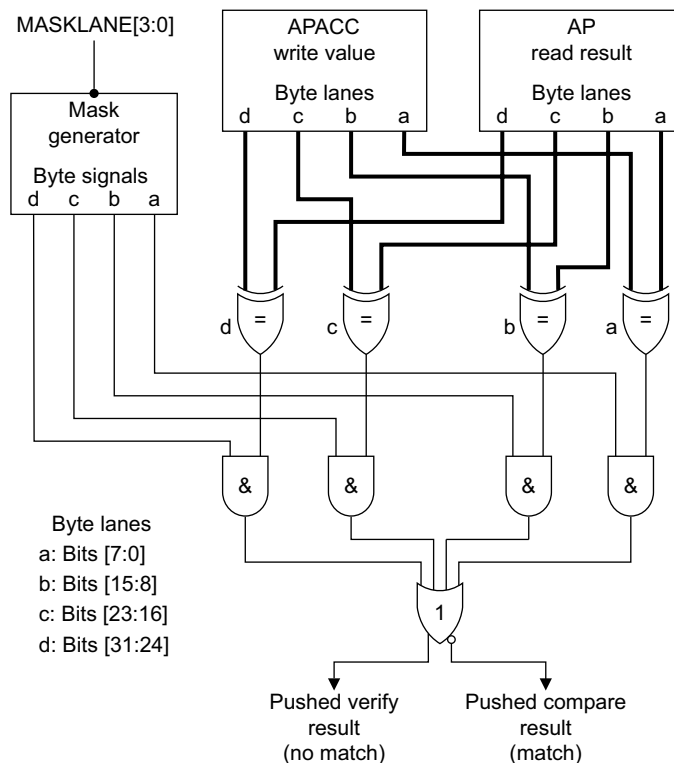 MASKLANE[3:0]
Mask
generator
Byte signals
d c b a
APACC
write value
Byte lanes
d c b a
AP
read result
Byte lanes
d c b a
d =
c =
b =
a =
& & & &
Byte lanes
a: Bits [7:0]
b: Bits [15:8]
c: Bits [23:16]
d: Bits [31:24]
1
Pushed verify
result
(no match)
Pushed compare
result
(match)